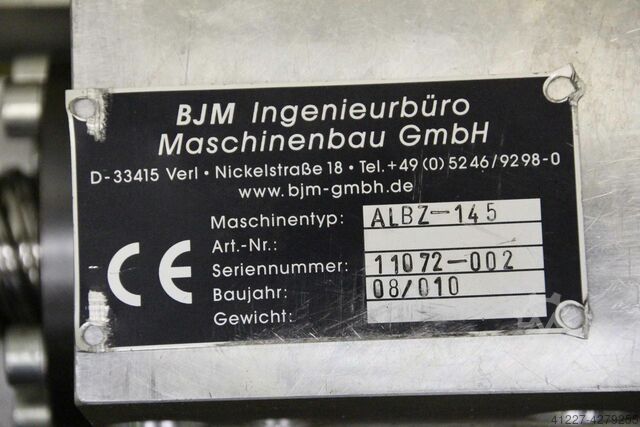 BJM Ingenieurbüro
Maschinenbau GmbH
D-33415 Verl • Nickelstraße 18 • Tel. +49 (0) 5246/9298-0
www.bjm-gmbh.de
Maschinentyp: ALBZ-145
Art.-Nr.:
Seriennummer: 11072-002
Baujahr: 08/010
Gewicht:
CE
41227-4279255